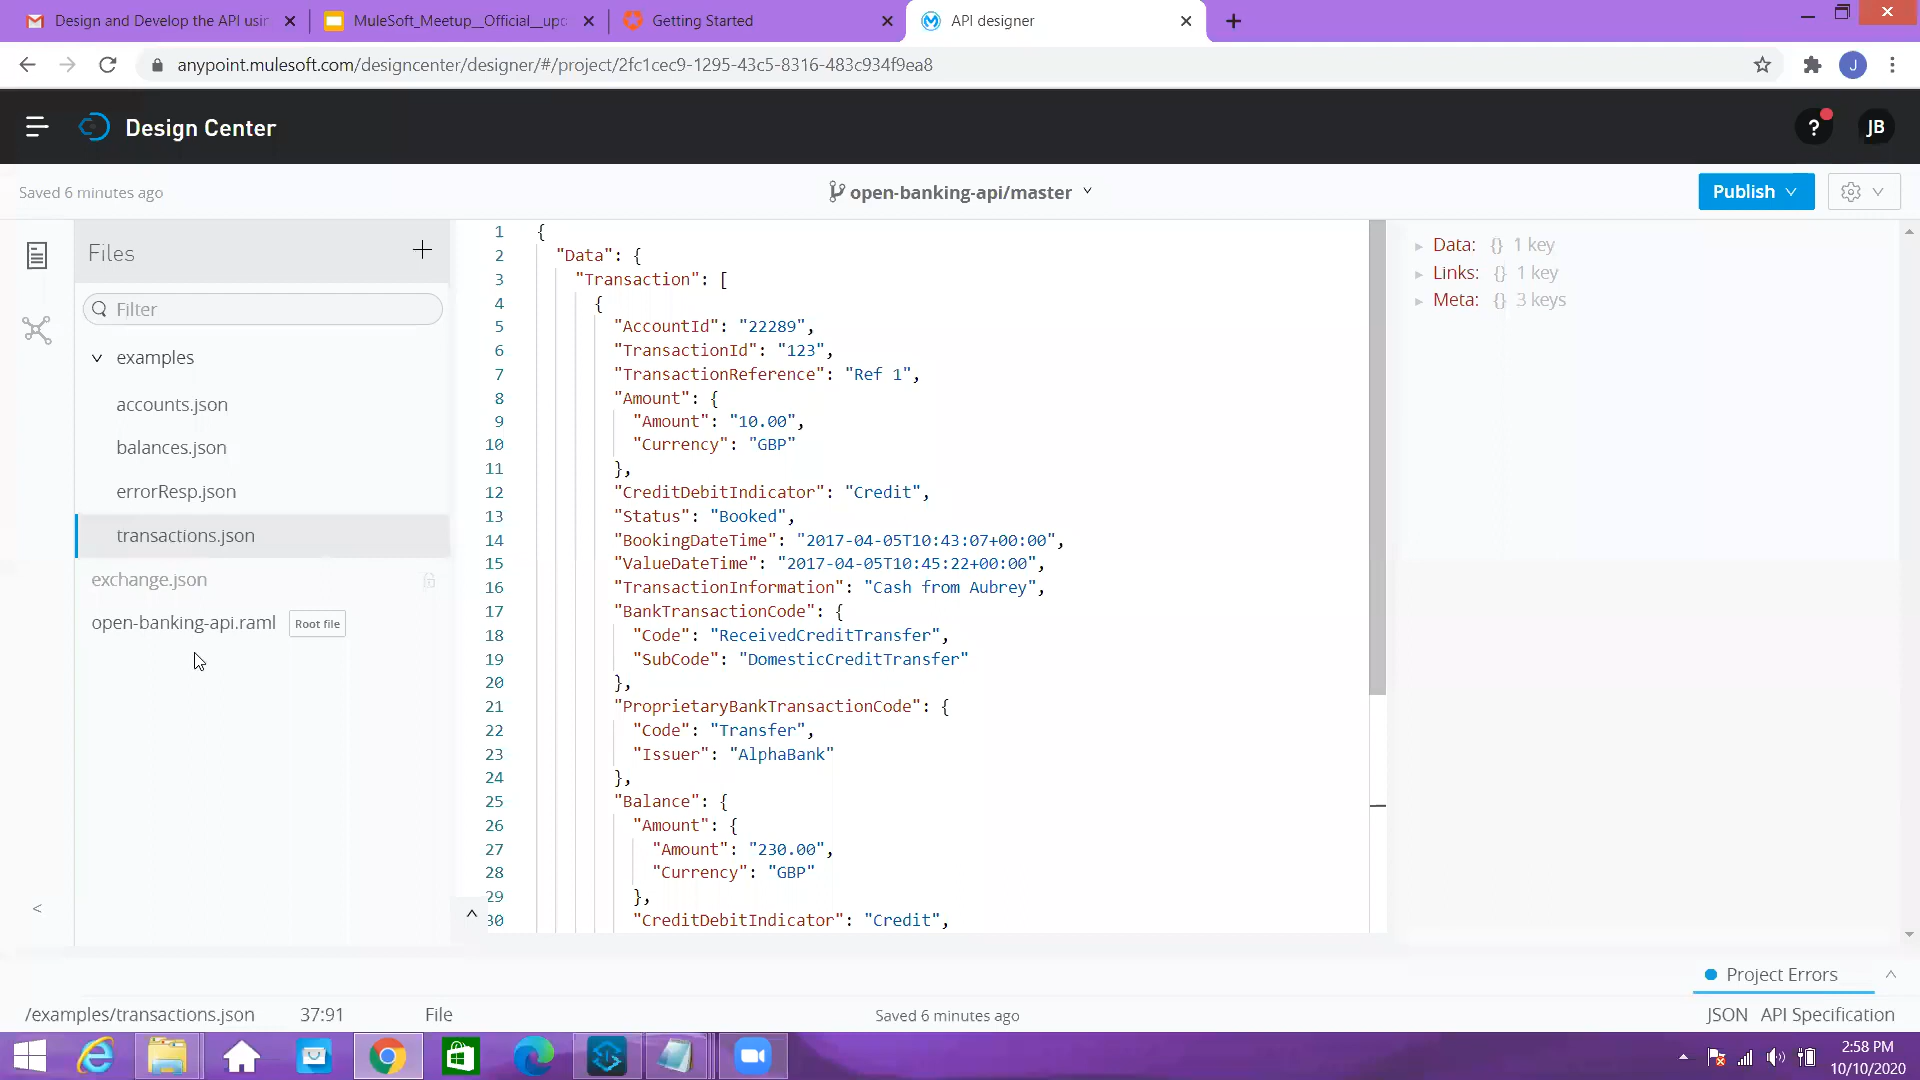 Design and Develop the API usin
MuleSoft_Meetup__Official__upd
Getting Started
API designer
anypoint.mulesoft.com/designcenter/designer/#/project/2fc1cec9-1295-43c5-8316-483c934f9ea8
J
Design Center
?
JB
Saved 6 minutes ago
open-banking-api/master
Publish
Files
Filter
examples
accounts.json
balances.json
errorResp.json
transactions.json
exchange.json
open-banking-api.raml Root file
1 {
2 "Data": {
3 "Transaction": [
4 {
5 "AccountId": "22289",
6 "TransactionId": "123",
7 "TransactionReference": "Ref 1",
8 "Amount": {
9 "Amount": "10.00",
10 "Currency": "GBP"
11 },
12 "CreditDebitIndicator": "Credit",
13 "Status": "Booked",
14 "BookingDateTime": "2017-04-05T10:43:07+00:00",
15 "ValueDateTime": "2017-04-05T10:45:22+00:00",
16 "TransactionInformation": "Cash from Aubrey",
17 "BankTransactionCode": {
18 "Code": "ReceivedCreditTransfer",
19 "SubCode": "DomesticCreditTransfer"
20 },
21 "ProprietaryBankTransactionCode": {
22 "Code": "Transfer",
23 "Issuer": "AlphaBank"
24 },
25 "Balance": {
26 "Amount": {
27 "Amount": "230.00",
28 "Currency": "GBP"
29 },
30 "CreditDebitIndicator": "Credit",
Data: {} 1 key
Links: {} 1 key
Meta: {} 3 keys
Project Errors
/examples/transactions.json 37:91 File Saved 6 minutes ago JSON API Specification
2:58 PM
10/10/2020